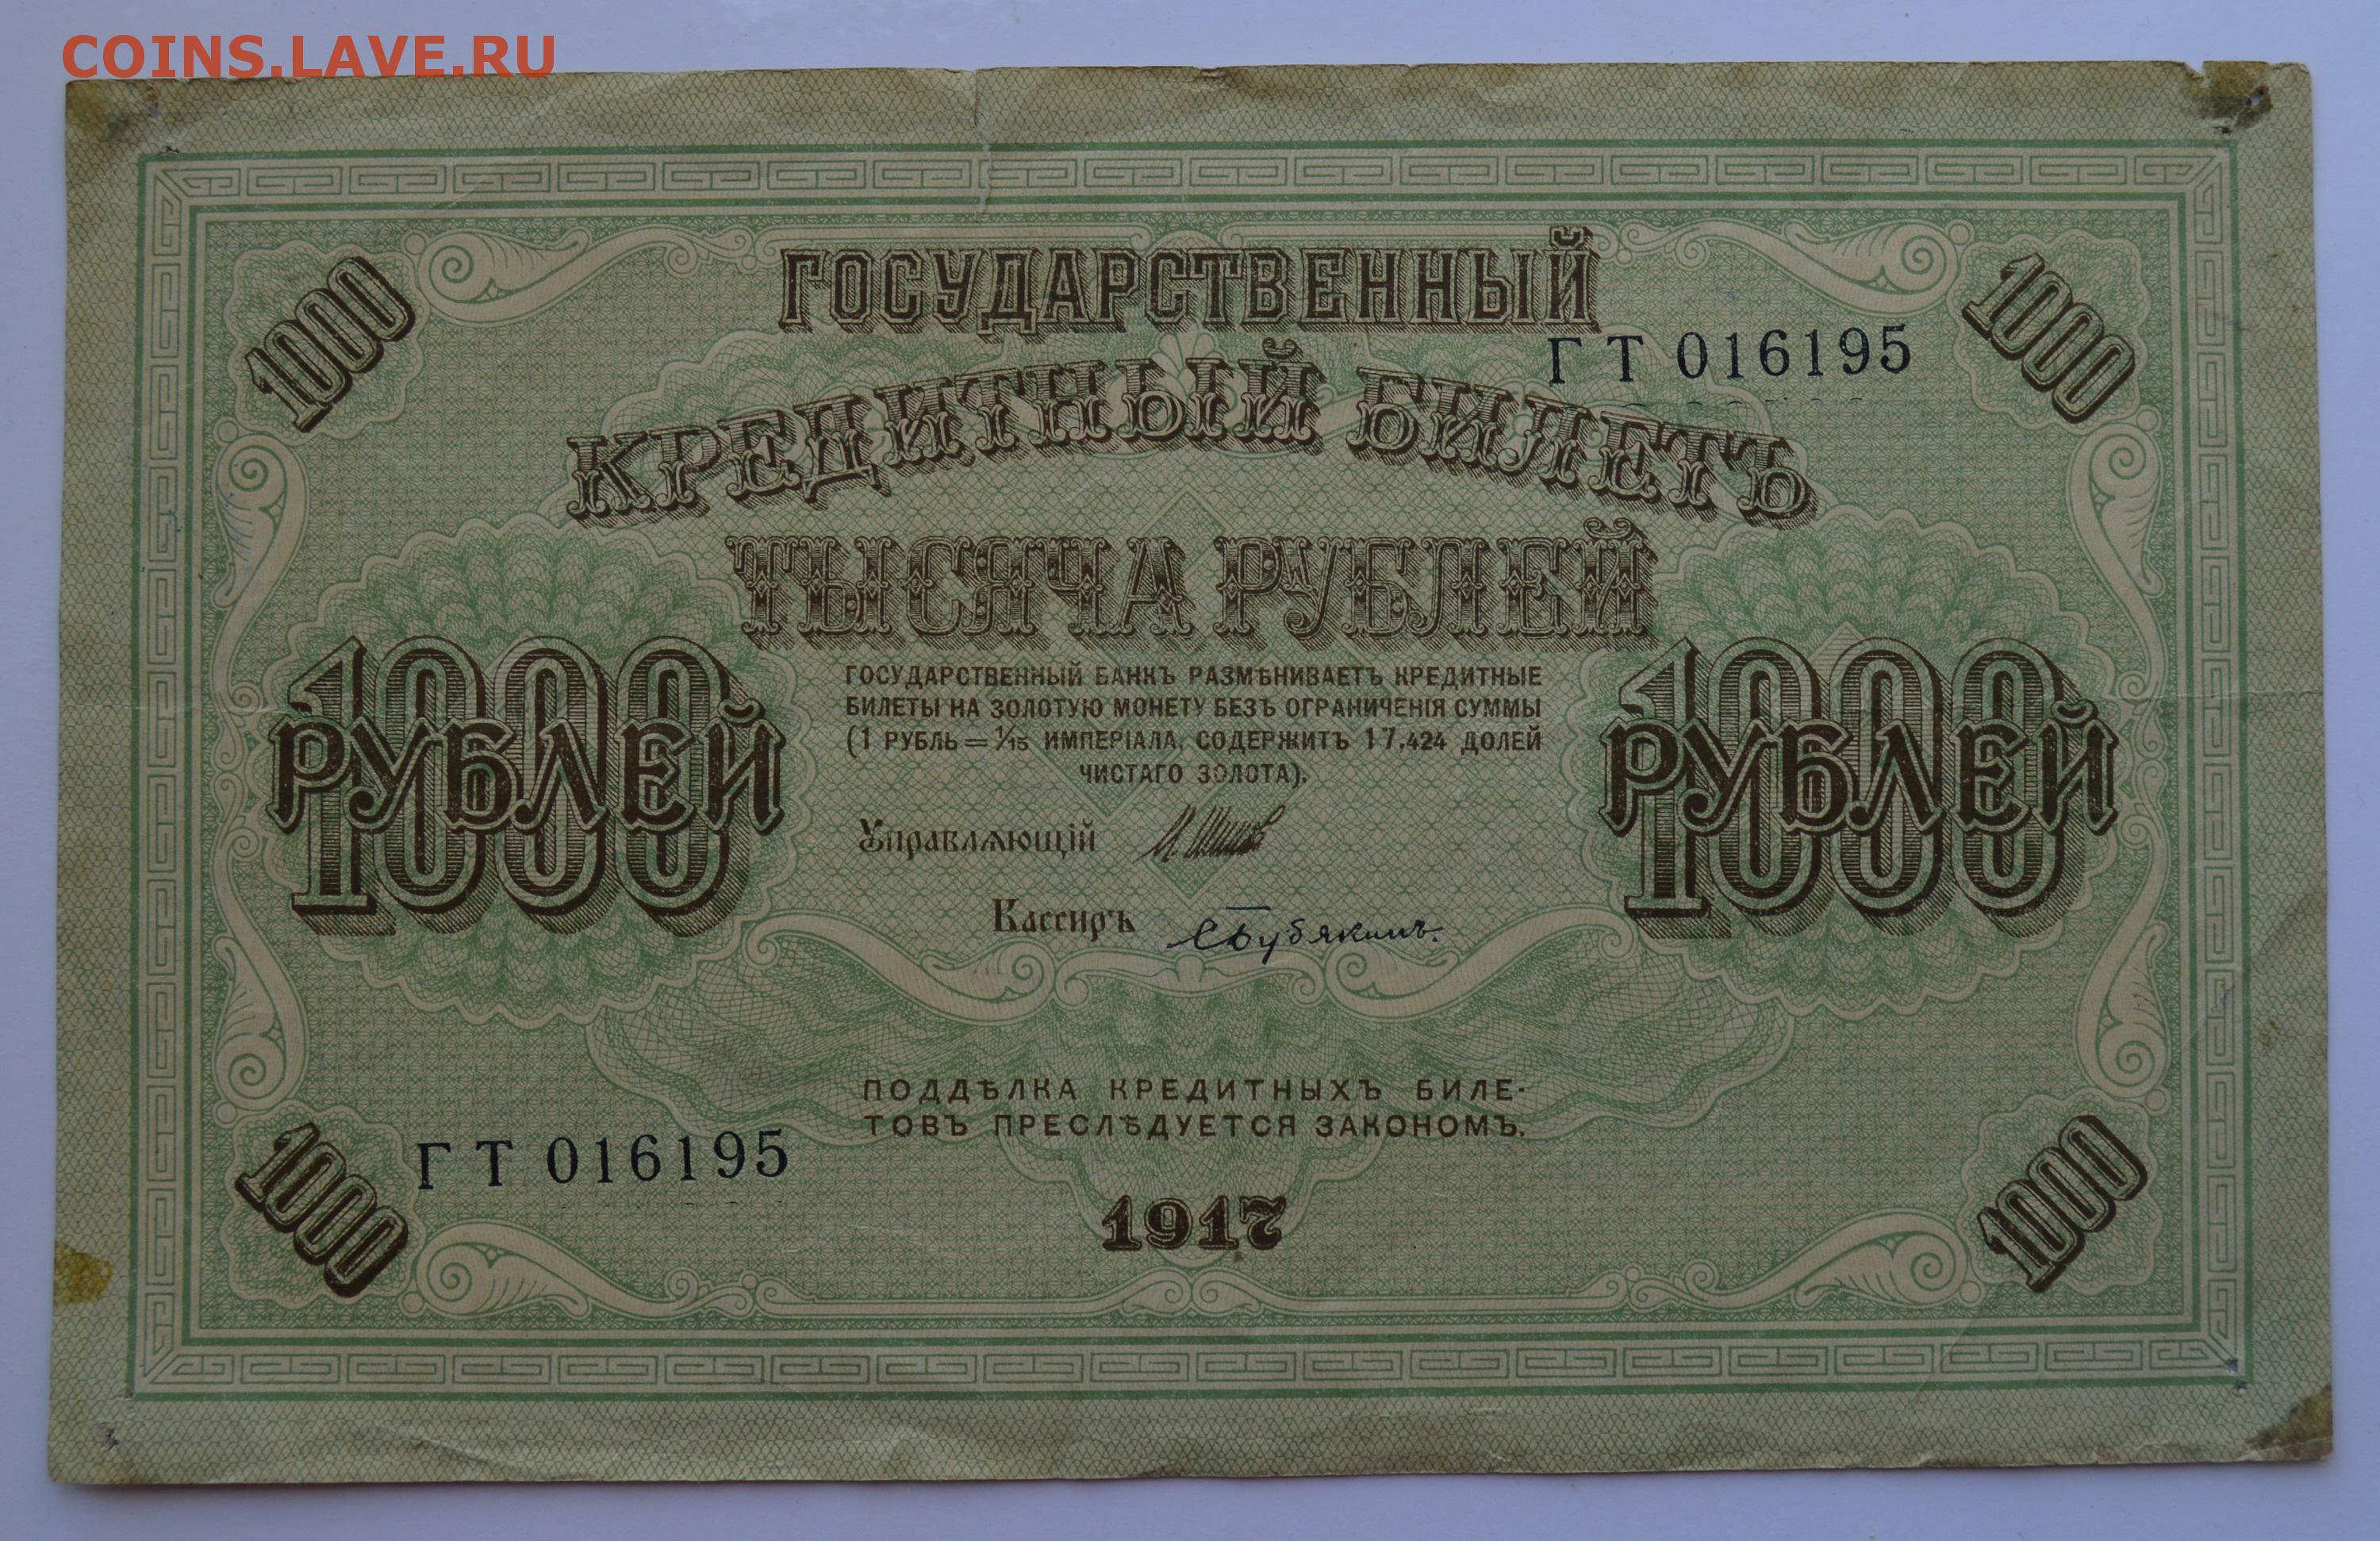 COINS.LAVE.RU
1000
ГОСУДАРСТВЕННЫЙ
1000
ГТ 016195
КРЕДИТНЫЙ БИЛЕТЪ
ТЫСЯЧА РУБЛЕЙ
1000
РУБЛЕЙ
ГОСУДАРСТВЕННЫЙ БАНКЪ РАЗМѢНИВАЕТЪ КРЕДИТНЫЕ
БИЛЕТЫ НА ЗОЛОТУЮ МОНЕТУ БЕЗЪ ОГРАНИЧЕНІЯ СУММЫ
(1 РУБЛЬ = 1/15 ИМПЕРІАЛА, СОДЕРЖИТЪ 17,424 ДОЛЕЙ
ЧИСТАГО ЗОЛОТА).
1000
РУБЛЕЙ
Управляющій И. Шипов
Кассиръ С Бубякинъ.
ПОДДѢЛКА КРЕДИТНЫХЪ БИЛЕ-
ТОВЪ ПРЕСЛѢДУЕТСЯ ЗАКОНОМЪ.
1000
ГТ 016195
1917
1000